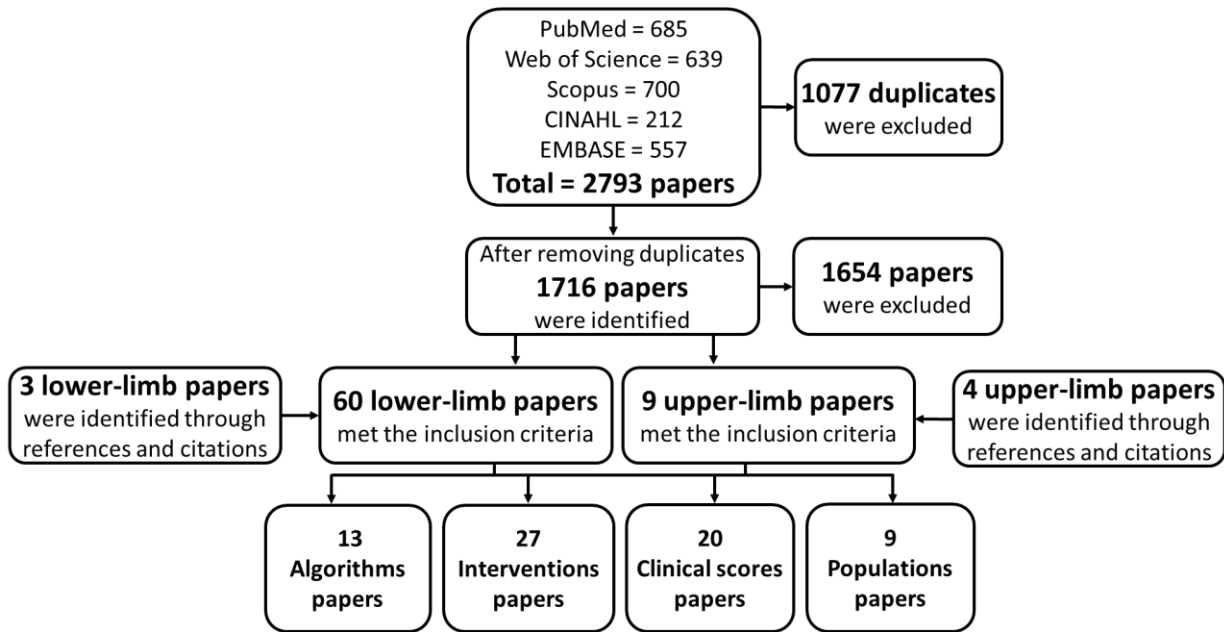 PubMed = 685
Web of Science = 639
Scopus = 700
CINAHL = 212
EMBASE = 557
Total = 2793 papers
1077 duplicates
were excluded
After removing duplicates
1716 papers
were identified
1654 papers
were excluded
3 lower-limb papers
were identified through
references and citations
60 lower-limb papers
met the inclusion criteria
9 upper-limb papers
met the inclusion criteria
4 upper-limb papers
were identified through
references and citations
13
Algorithms
papers
27
Interventions
papers
20
Clinical scores
papers
9
Populations
papers